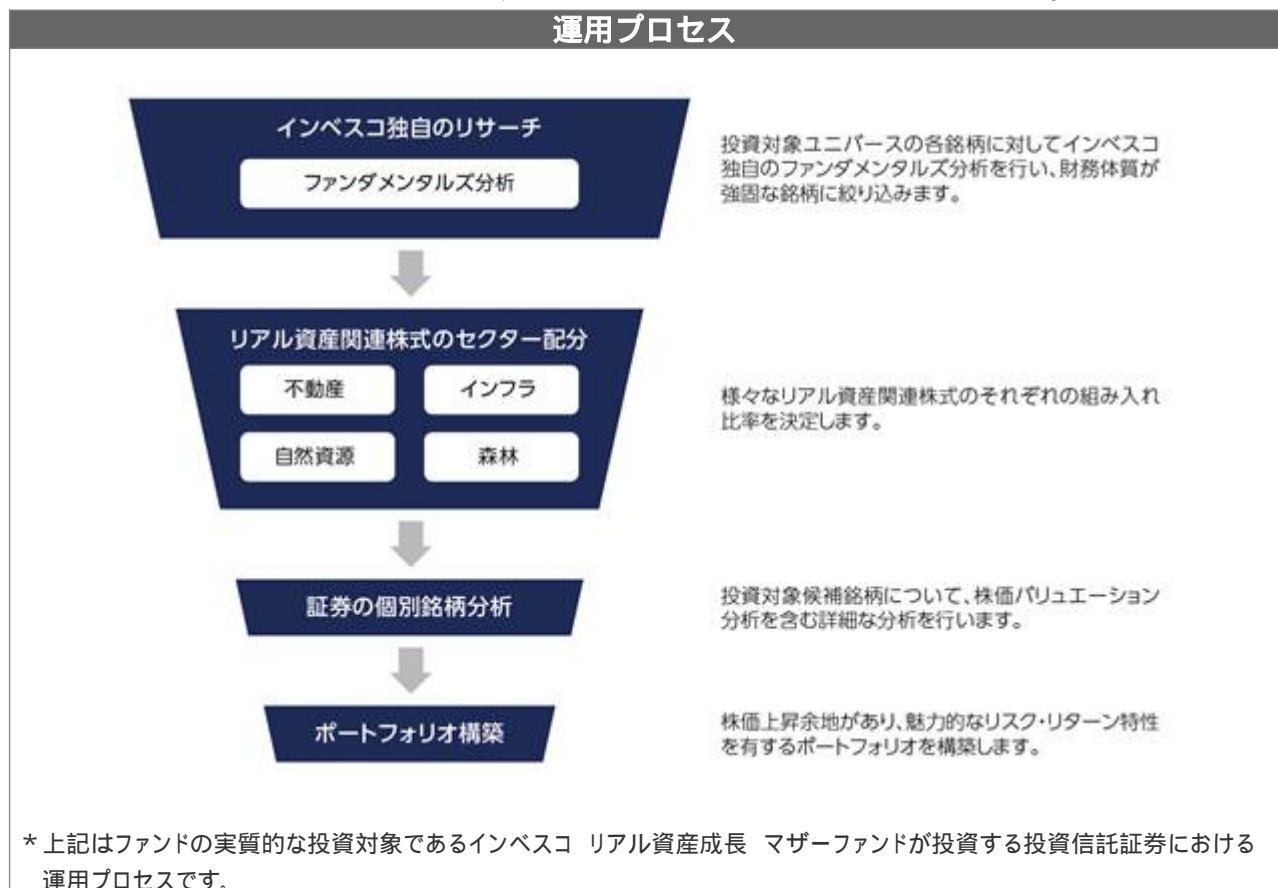 運用プロセス
インベスコ独自のリサーチ
ファンダメンタルズ分析
投資対象ユニバースの各銘柄に対してインベスコ
独自のファンダメンタルズ分析を行い、財務体質が
強固な銘柄に絞り込みます。
リアル資産関連株式のセクター配分
不動産
インフラ
自然資源
森林
様々なリアル資産関連株式のそれぞれの組み入れ
比率を決定します。
証券の個別銘柄分析
投資対象候補銘柄について、株価バリュエーション
分析を含む詳細な分析を行います。
ポートフォリオ構築
株価上昇余地があり、魅力的なリスク・リターン特性
を有するポートフォリオを構築します。
*上記はファンドの実質的な投資対象であるインベスコ リアル資産成長 マザーファンドが投資する投資信託証券における
運用プロセスです。